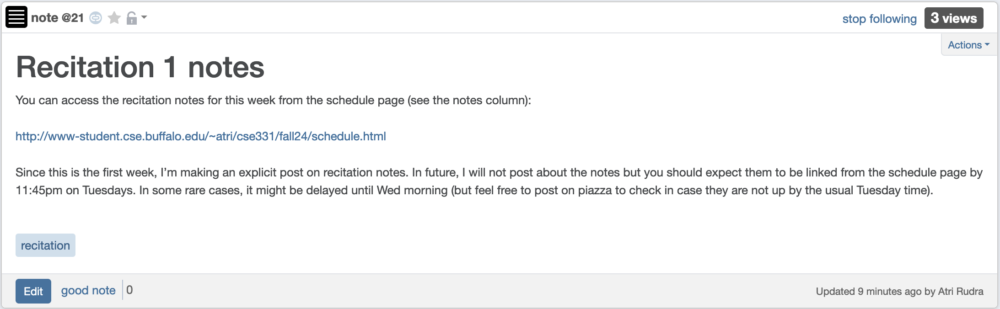 note @21
stop following
3 views
Actions
Recitation 1 notes
You can access the recitation notes for this week from the schedule page (see the notes column):
http://www-student.cse.buffalo.edu/~atri/cse331/fall24/schedule.html
Since this is the first week, I’m making an explicit post on recitation notes. In future, I will not post about the notes but you should expect them to be linked from the schedule page by
11:45pm on Tuesdays. In some rare cases, it might be delayed until Wed morning (but feel free to post on piazza to check in case they are not up by the usual Tuesday time).
recitation
Edit
good note
0
Updated 9 minutes ago by Atri Rudra